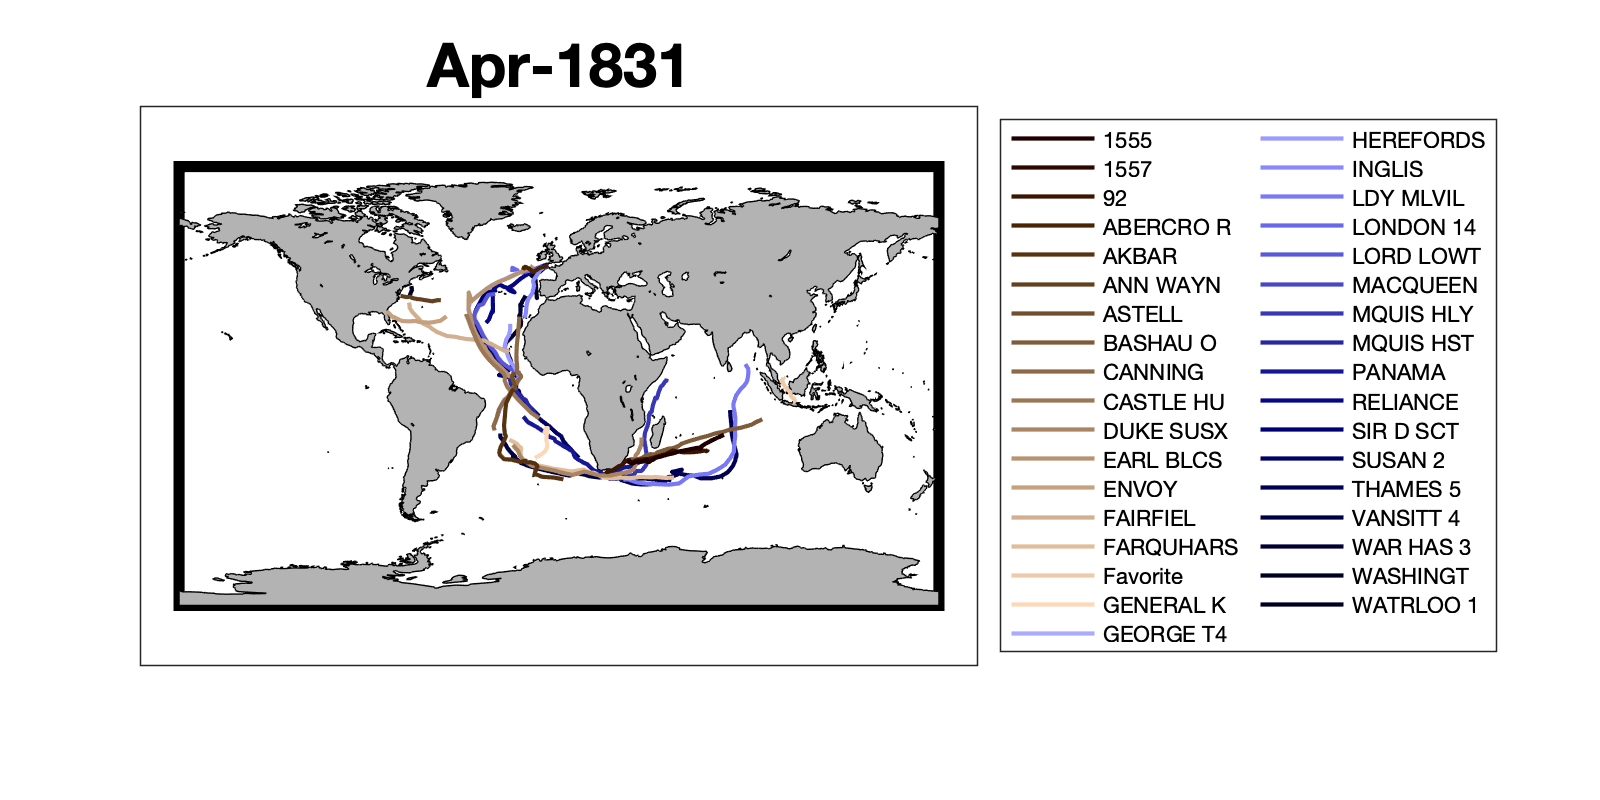 Apr-1831
1555
1557
92
ABERCRO R
AKBAR
ANN WAYN
ASTELL
BASHAU O
CANNING
CASTLE HU
DUKE SUSX
EARL BLCS
ENVOY
FAIRFIEL
FARQUHARS
Favorite
GENERAL K
GEORGE T4
HEREFORDS
INGLIS
LDY MLVIL
LONDON 14
LORD LOWT
MACQUEEN
MQUIS HLY
MQUIS HST
PANAMA
RELIANCE
SIR D SCT
SUSAN 2
THAMES 5
VANSITT 4
WAR HAS 3
WASHINGT
WATRLOO 1